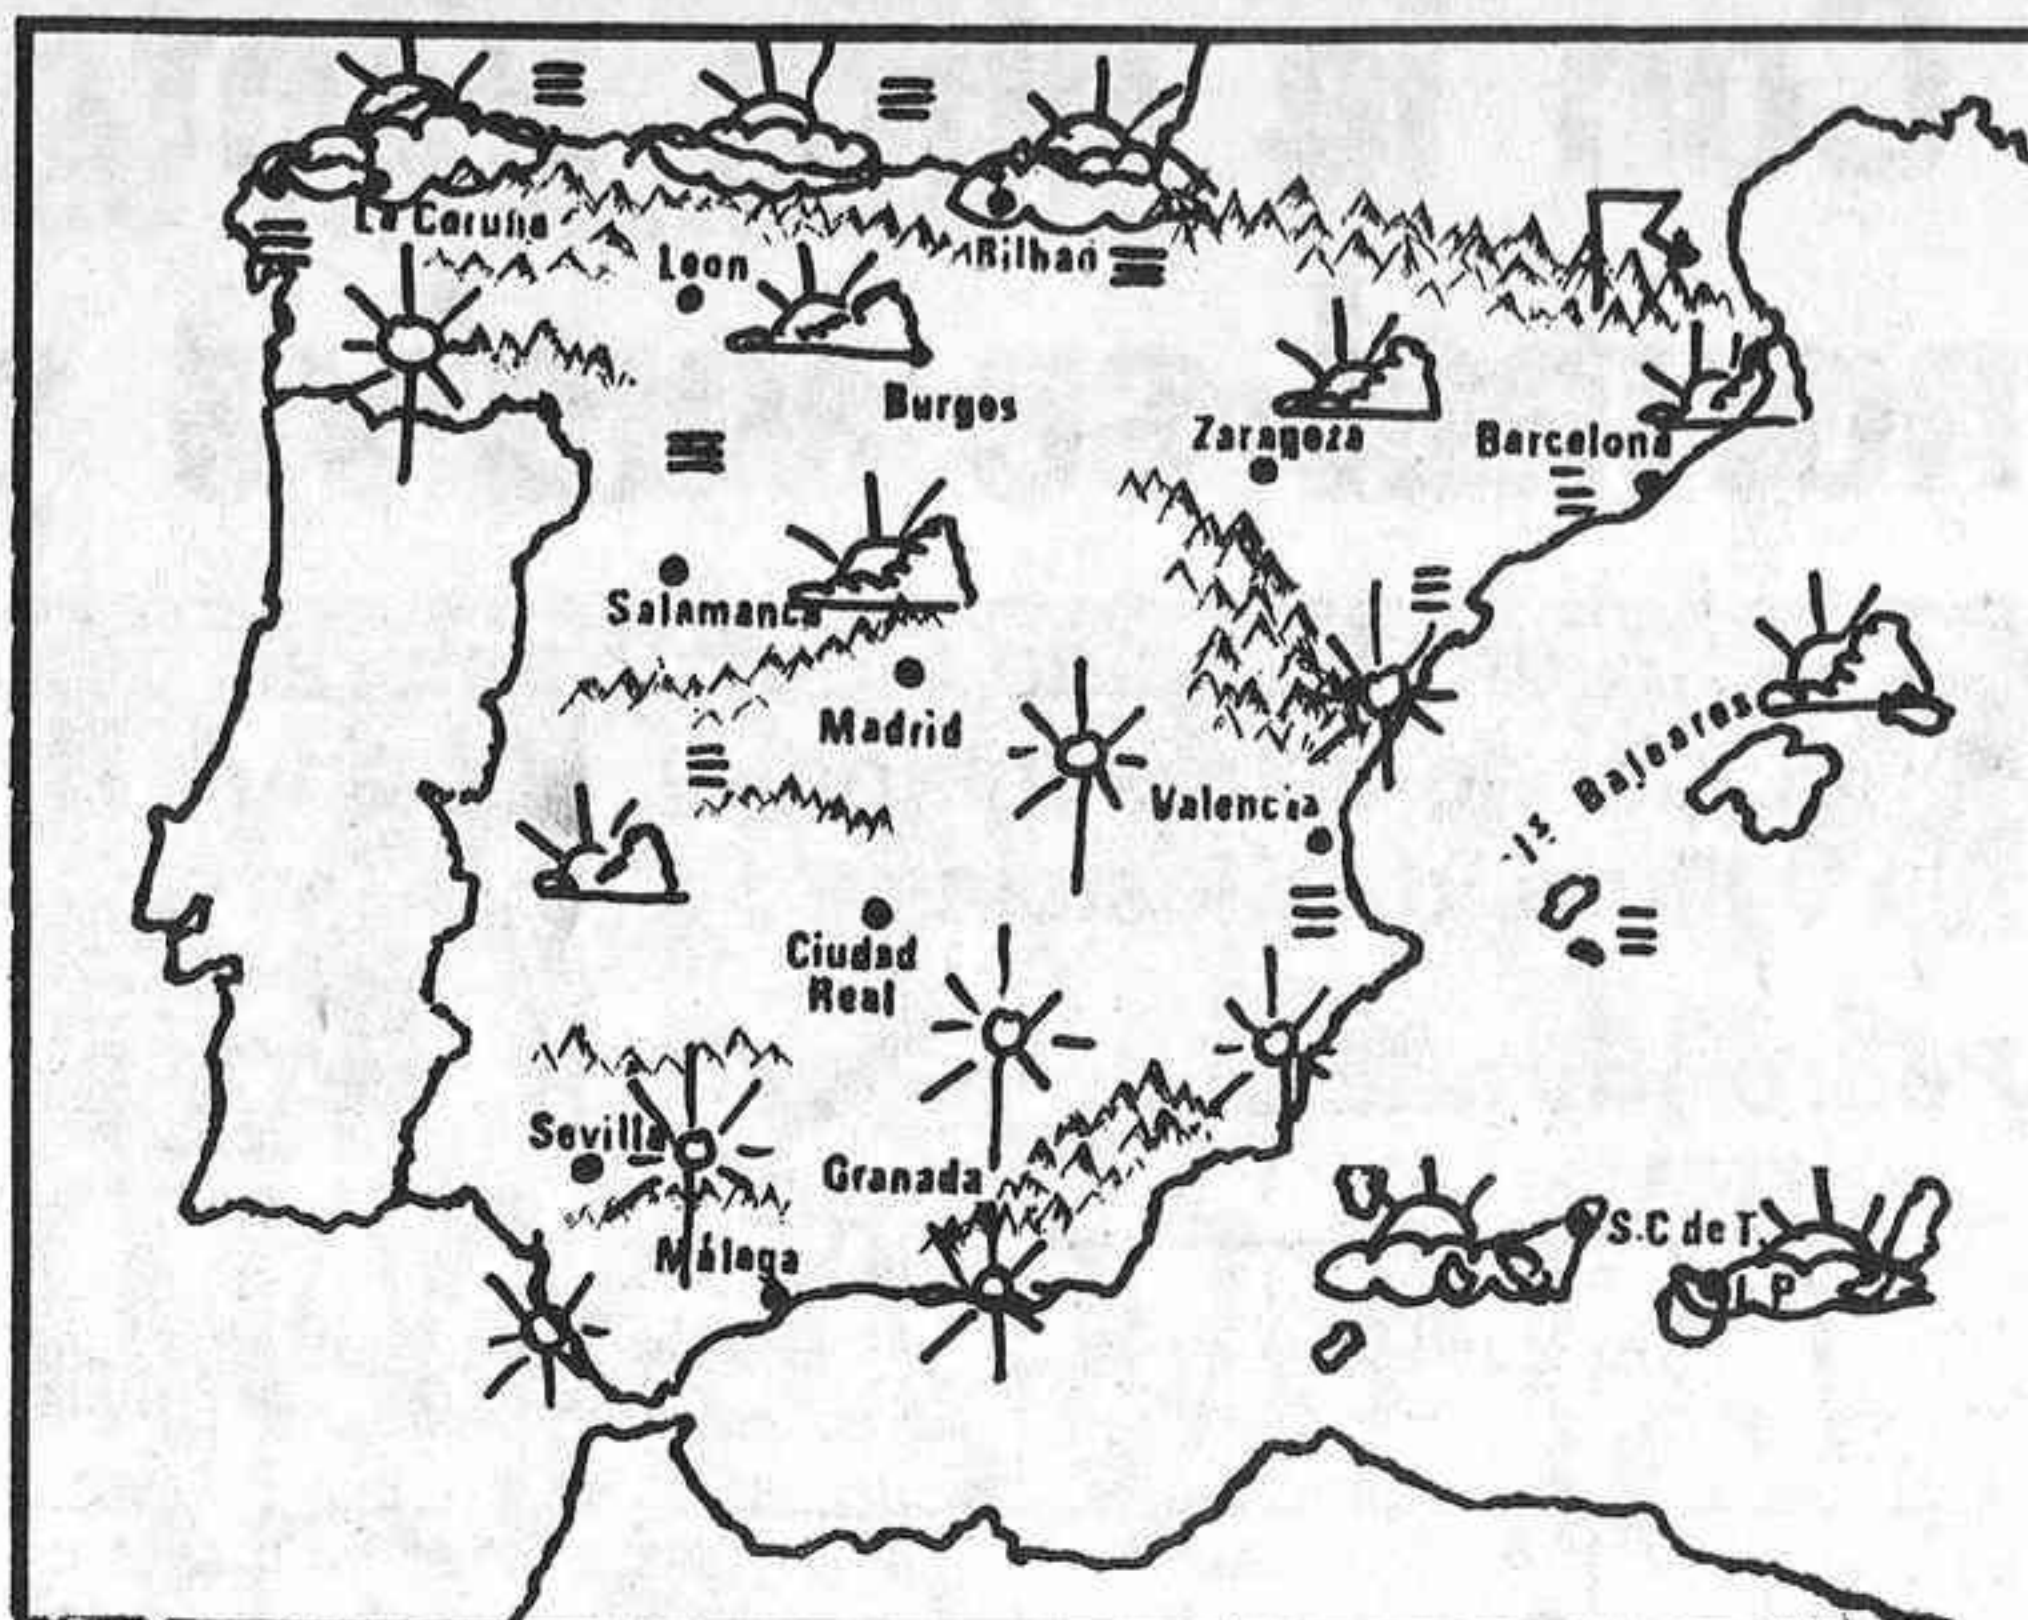 La Coruña
Leon
Bilbao
Burgos
Zaragoza
Barcelona
Salamanca
Madrid
Valencia
Is Baleares
Ciudad
Real
Sevilla
Granada
Málaga
S.C de T.
L P